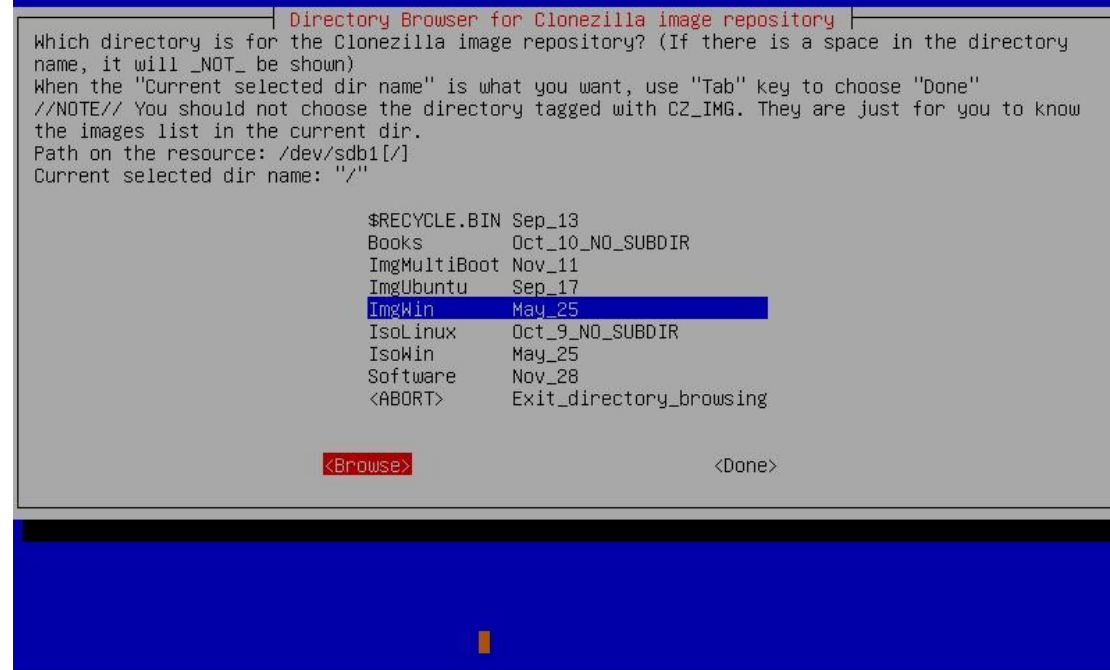 Directory Browser for Clonezilla image repository
Which directory is for the Clonezilla image repository? (If there is a space in the directory
name, it will _NOT_ be shown)
When the "Current selected dir name" is what you want, use "Tab" key to choose "Done"
//NOTE// You should not choose the directory tagged with CZ_IMG. They are just for you to know
the images list in the current dir.
Path on the resource: /dev/sdb1[/]
Current selected dir name: "/"
$RECYCLE.BIN Sep_13
Books Oct_10_NO_SUBDIR
ImgMultiBoot Nov_11
ImgUbuntu Sep_17
ImgWin May_25
IsoLinux Oct_9_NO_SUBDIR
IsoWin May_25
Software Nov_28
<ABORT> Exit_directory_browsing
<Browse> <Done>